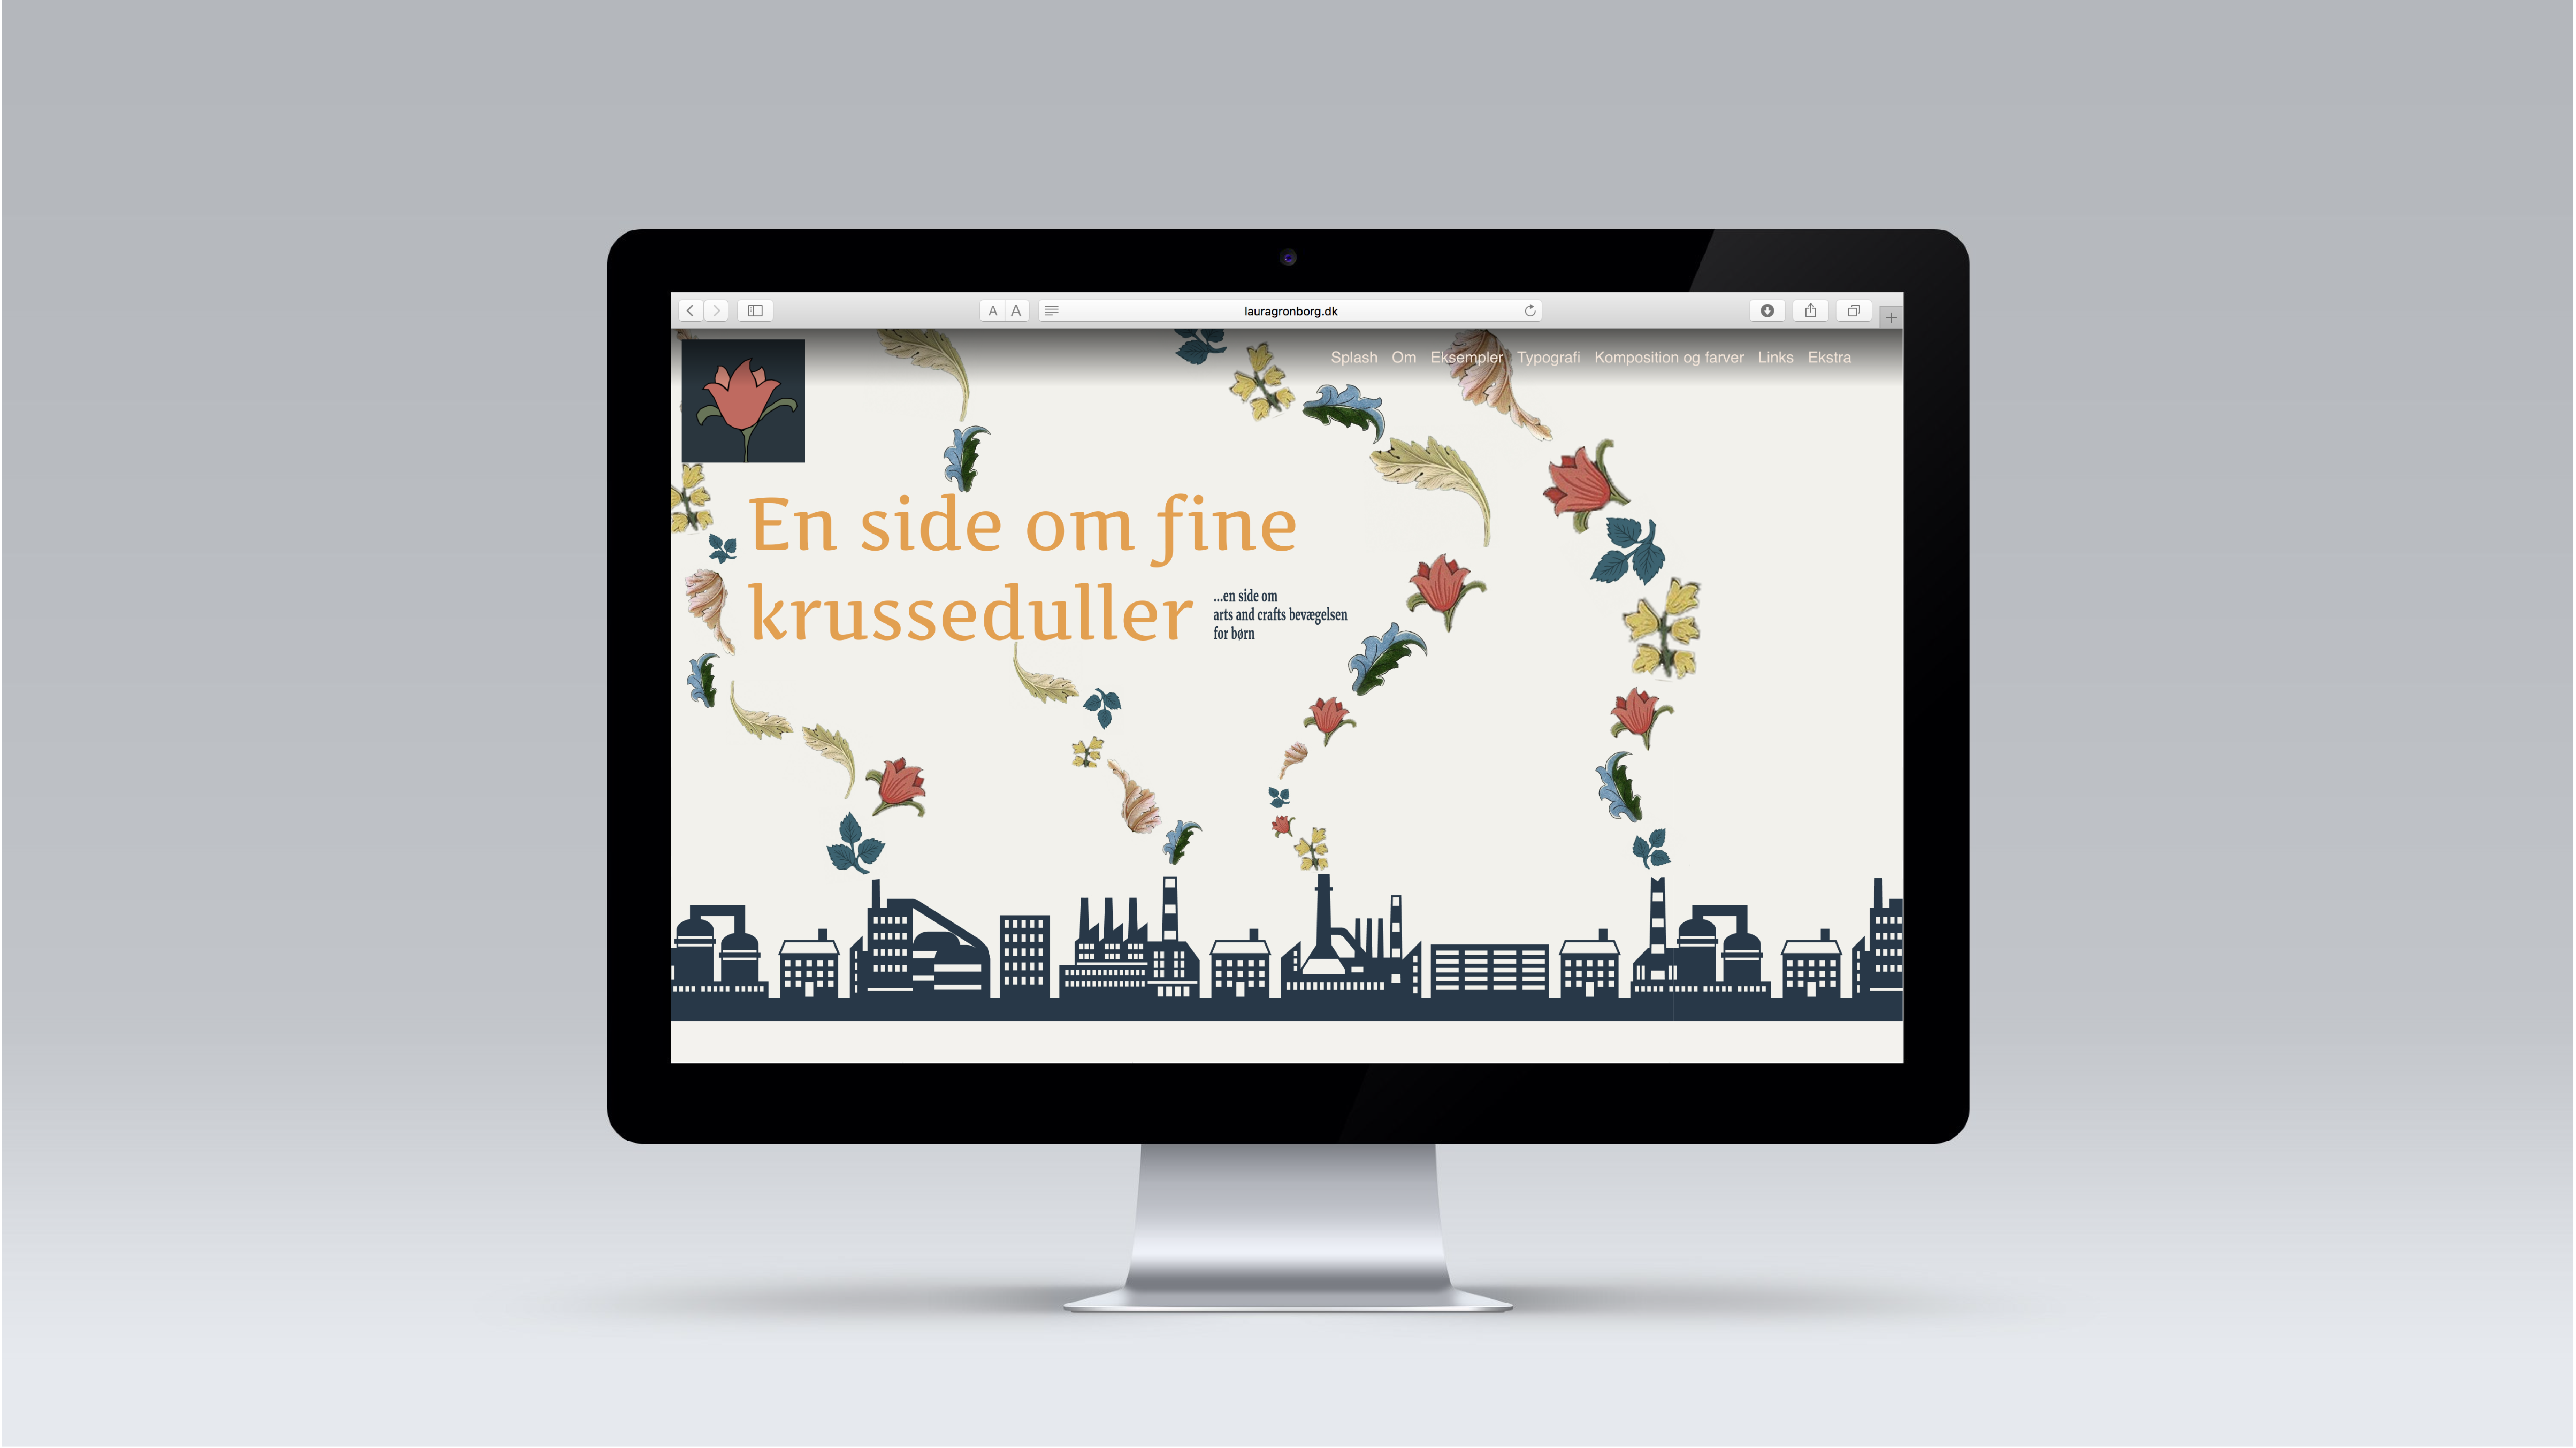 A A lauragronborg.dk
Splash Om Eksempler Typografi Komposition og farver Links Ekstra
En side om fine
krusseduller
...en side om
arts and crafts bevægelsen
for børn